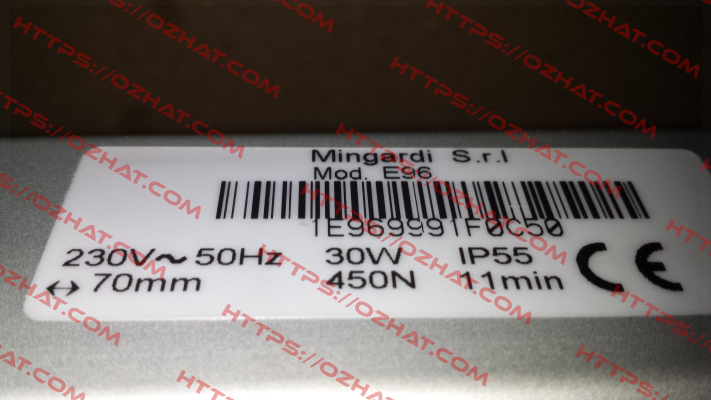 Mingardi S.r.l
Mod. E96
1E969991F0C50
230V~ 50Hz 30W IP55
↔ 70mm 450N 11min
CE
HTTPS://OZHAT.COM